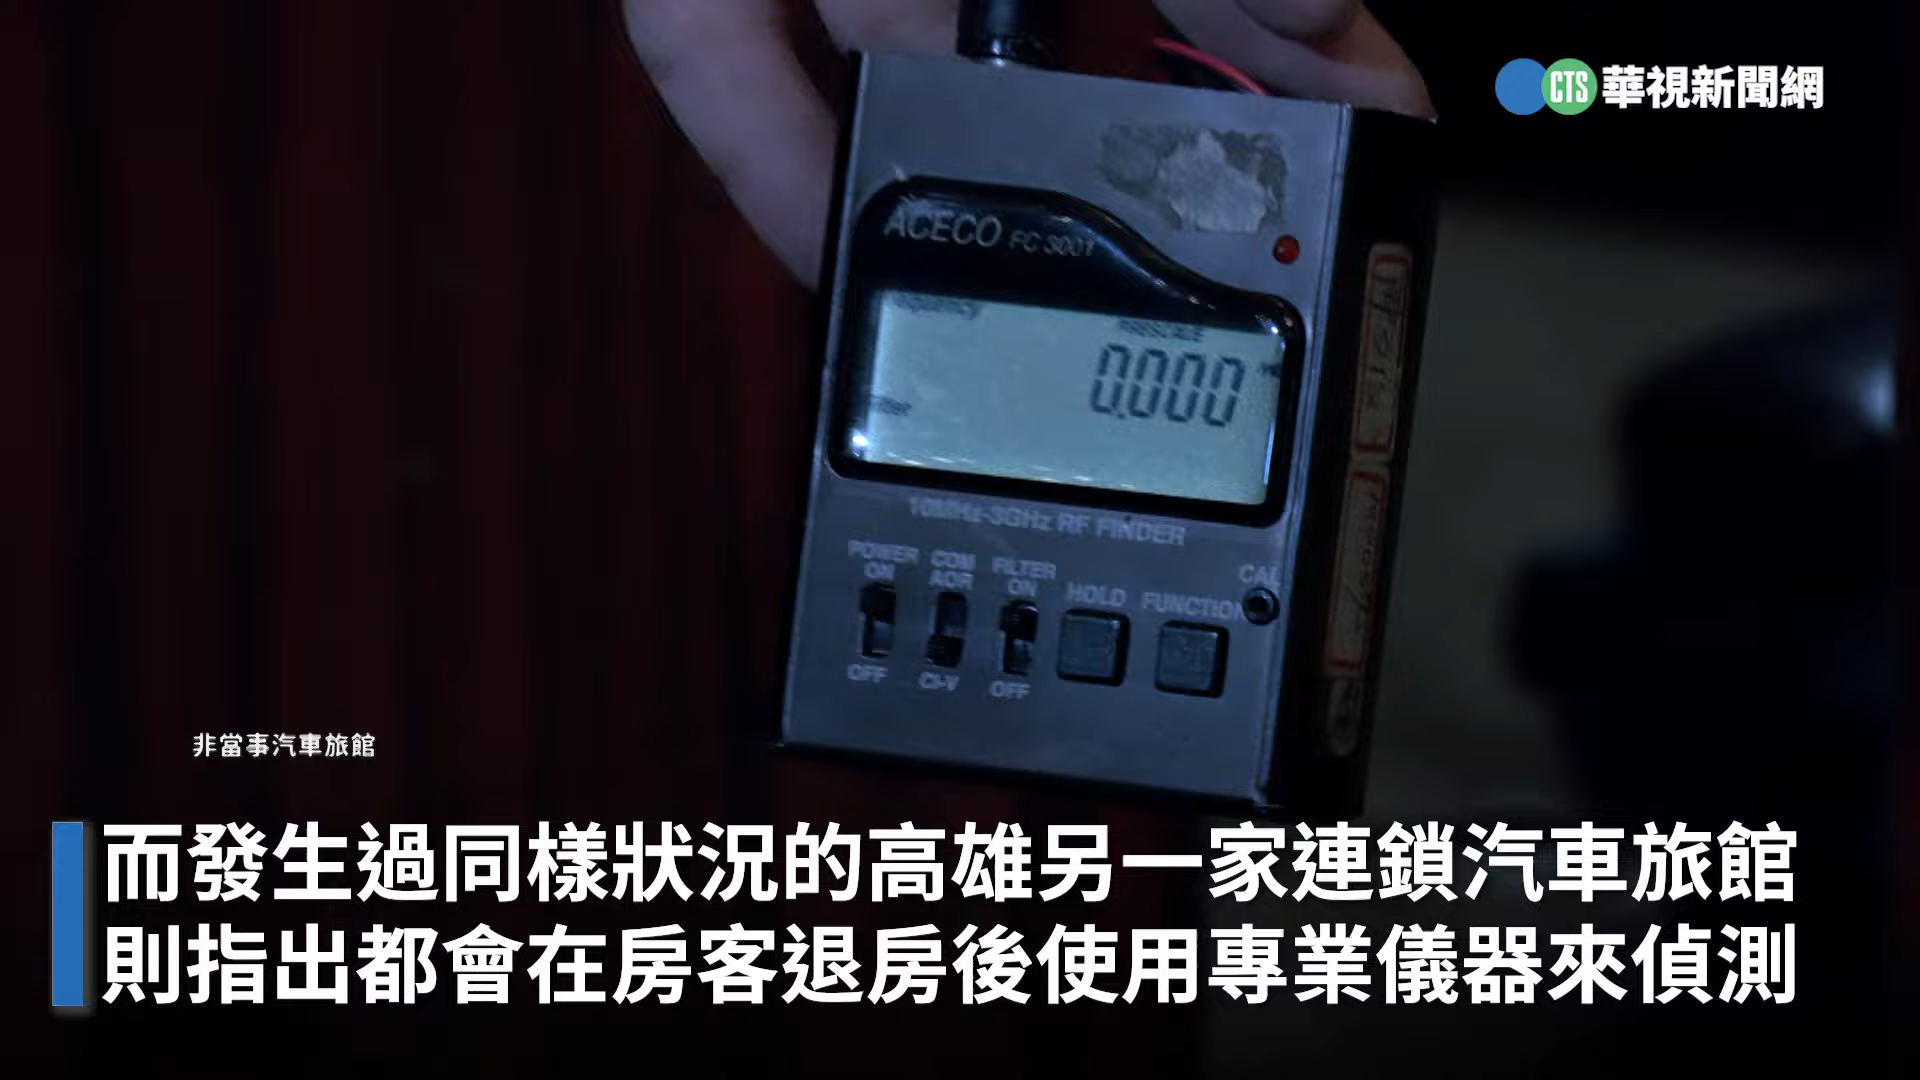 CTS 華視新聞網
ACECO FC 3001
0.000
10MHz-3GHz RF FINDER
POWER COM FILTER
ON AOR ON HOLD FUNCTION CAL
OFF CI-V OFF
非當事汽車旅館
而發生過同樣狀況的高雄另一家連鎖汽車旅館
則指出都會在房客退房後使用專業儀器來偵測